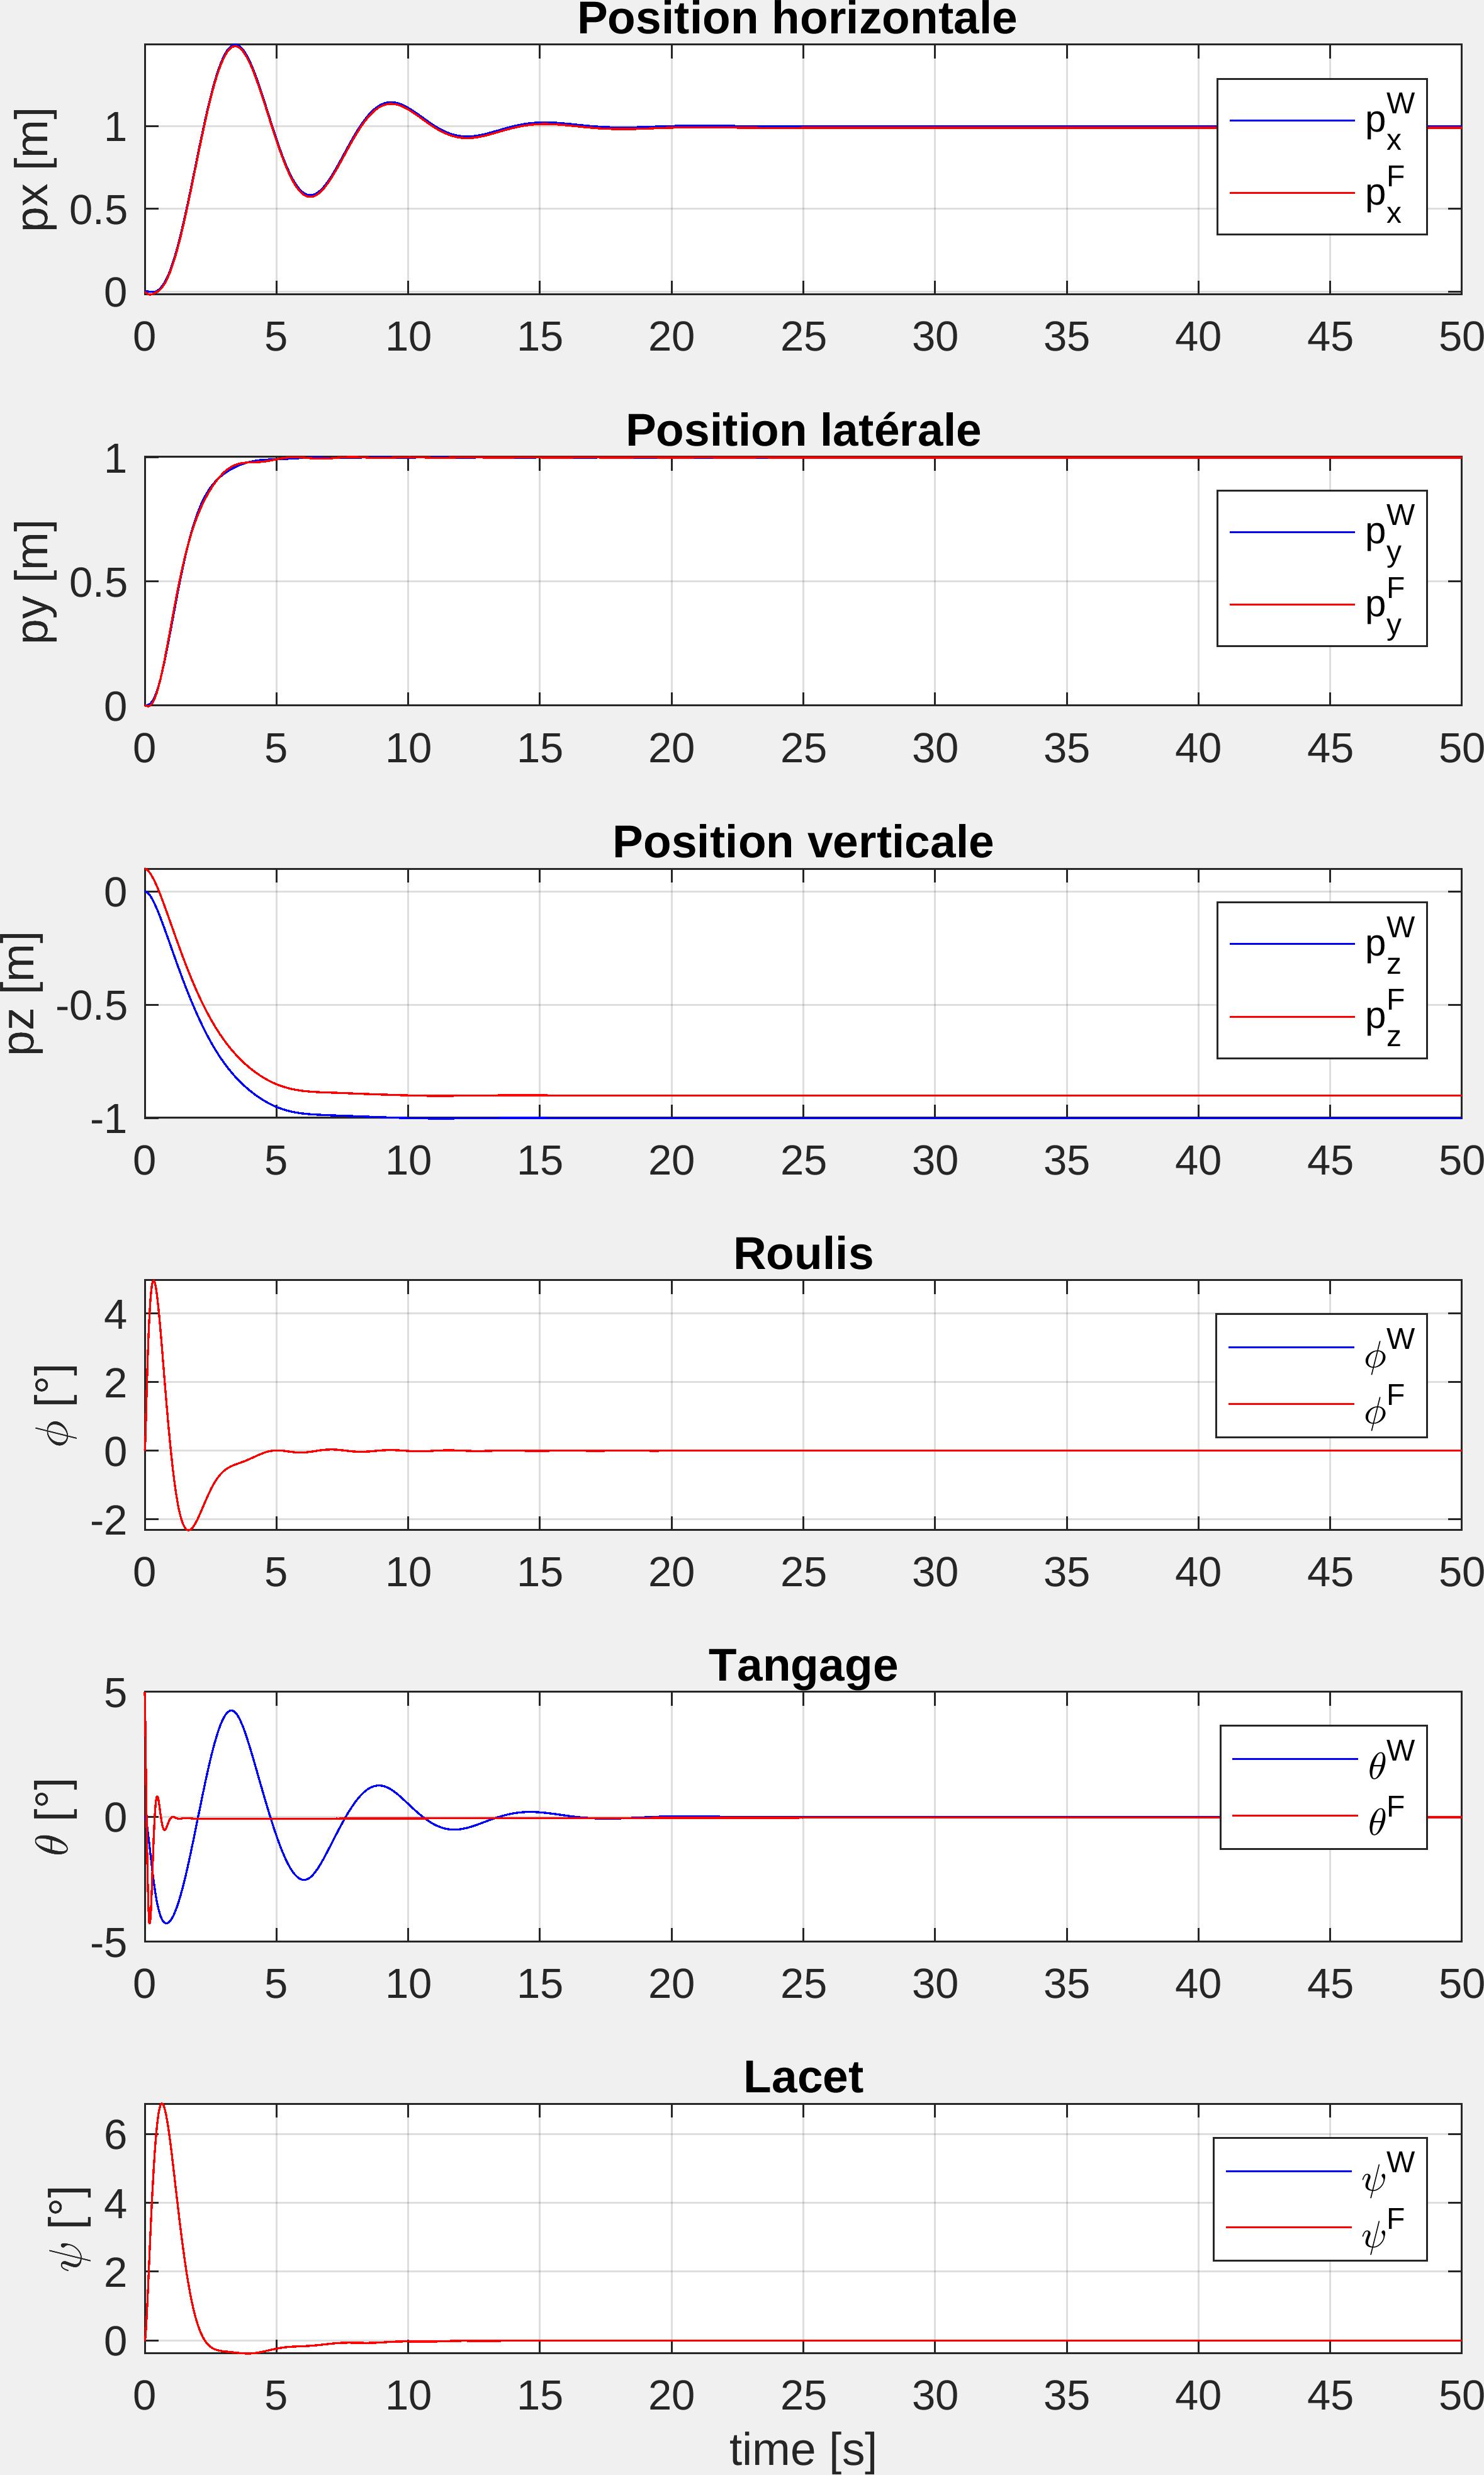 Position horizontale
px [m]
1
0.5
0
p_x^W
p_x^F
0 5 10 15 20 25 30 35 40 45 50
Position latérale
py [m]
1
0.5
0
p_y^W
p_y^F
0 5 10 15 20 25 30 35 40 45 50
Position verticale
pz [m]
0
-0.5
-1
p_z^W
p_z^F
0 5 10 15 20 25 30 35 40 45 50
Roulis
ϕ [°]
4
2
0
-2
ϕ^W
ϕ^F
0 5 10 15 20 25 30 35 40 45 50
Tangage
θ [°]
5
0
-5
θ^W
θ^F
0 5 10 15 20 25 30 35 40 45 50
Lacet
ψ [°]
6
4
2
0
ψ^W
ψ^F
0 5 10 15 20 25 30 35 40 45 50
time [s]